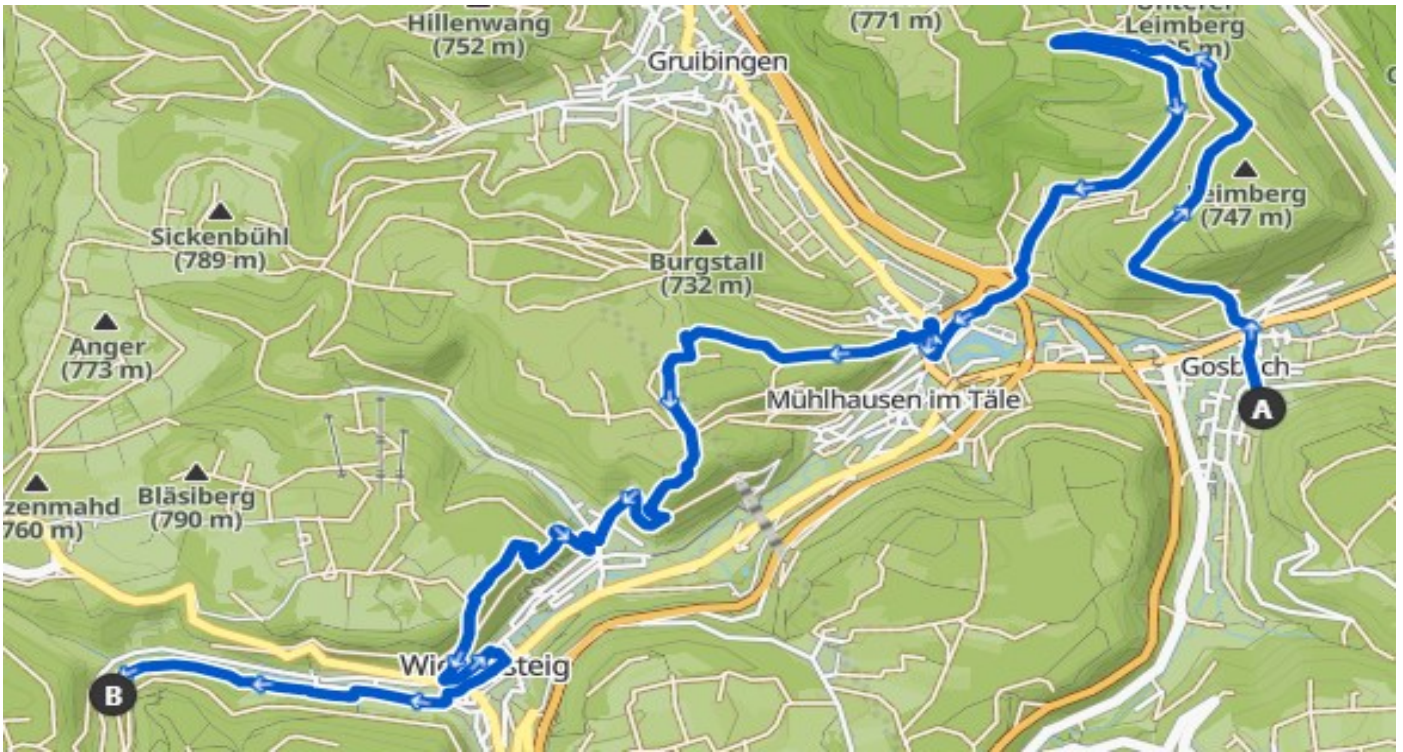 Hillenwang
(752 m)
(771 m)
Leimberg
Gruibingen
Leimberg
(747 m)
Sickenbühl
(789 m)
Burgstall
(732 m)
Anger
(773 m)
Gosbach
A
Mühlhausen im Täle
zenmahd
760 m)
Bläsiberg
(790 m)
Wiesensteig
B